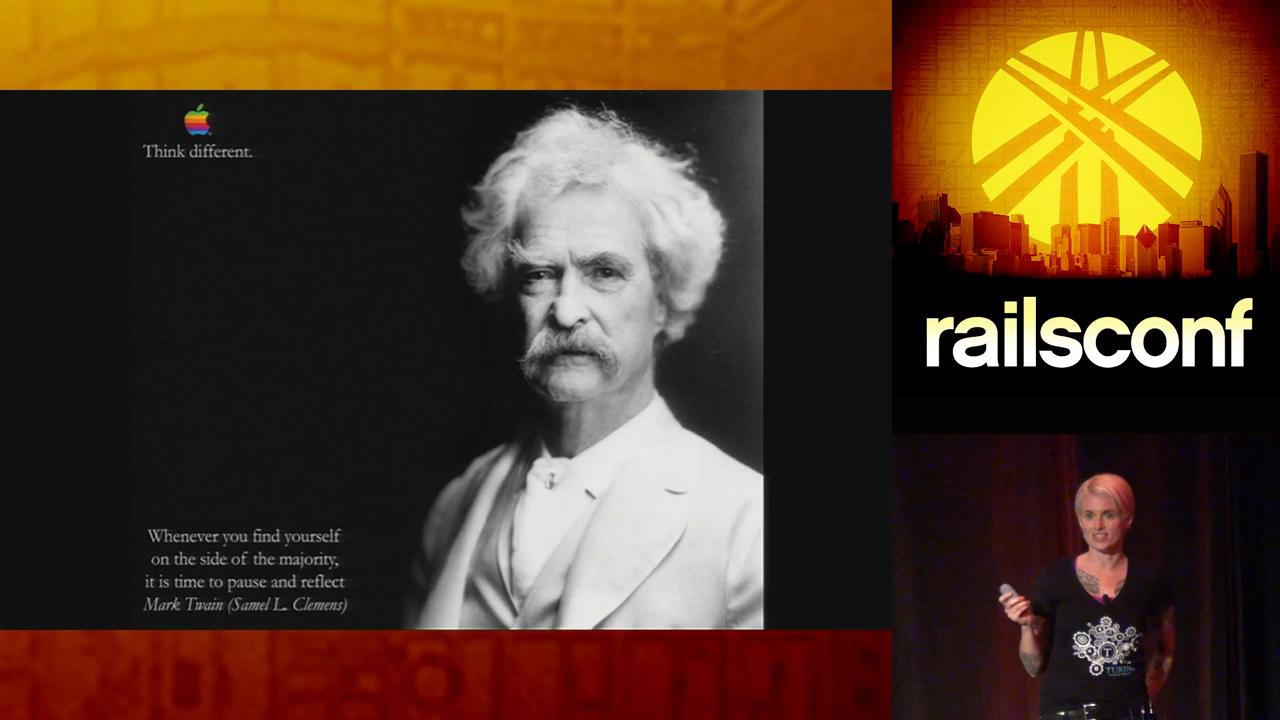 Think different.
Whenever you find yourself
on the side of the majority,
it is time to pause and reflect
Mark Twain (Samel L. Clemens)
railsconf
T